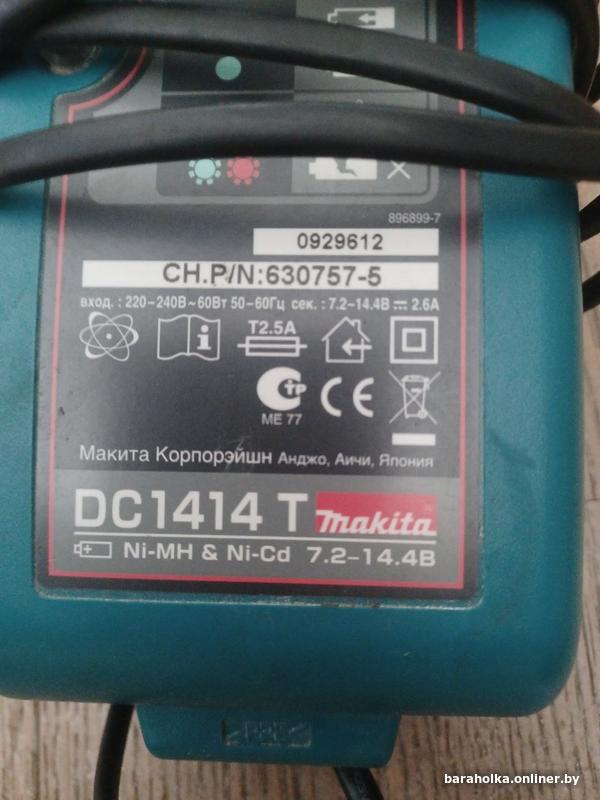 896899-7
0929612
CH.P/N:630757-5
вход. : 220–240В ~ 60Вт 50–60Гц сек. : 7.2–14.4В ⎓ 2.6А
T2.5A
ME 77
Макита Корпорэйшн Анджо, Аичи, Япония
DC1414 T makita
Ni-MH & Ni-Cd 7.2–14.4В
baraholka.onliner.by